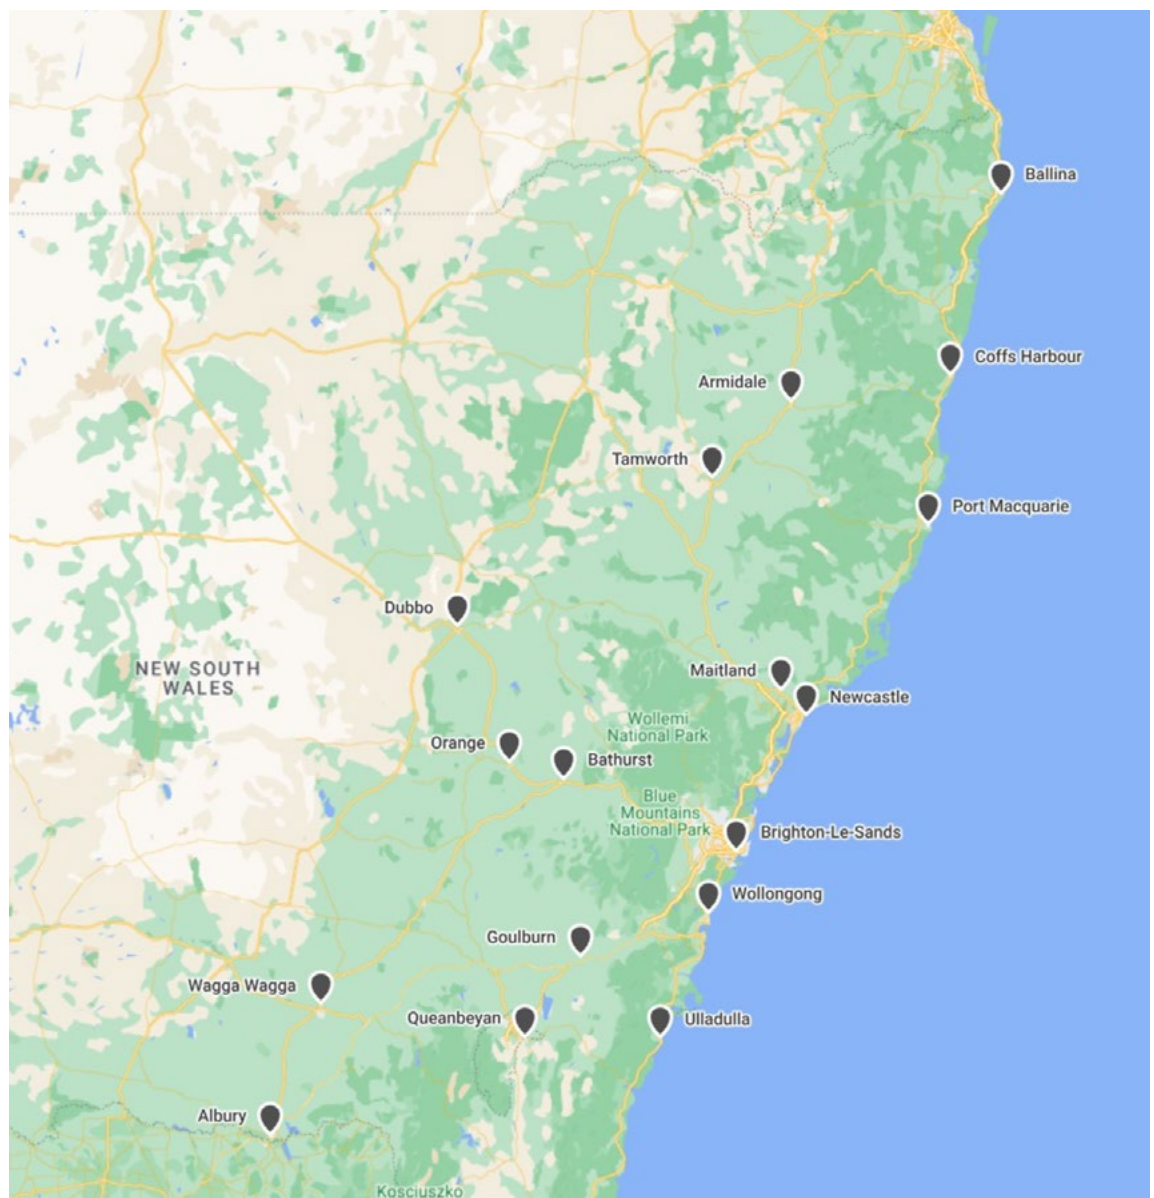 Ballina
Coffs Harbour
Armidale
Tamworth
Port Macquarie
Dubbo
NEW SOUTH
WALES
Maitland
Newcastle
Wollemi
National Park
Orange
Bathurst
Blue
Mountains
National Park
Brighton-Le-Sands
Wollongong
Goulburn
Wagga Wagga
Queanbeyan
Ulladulla
Albury
Kosciuszko